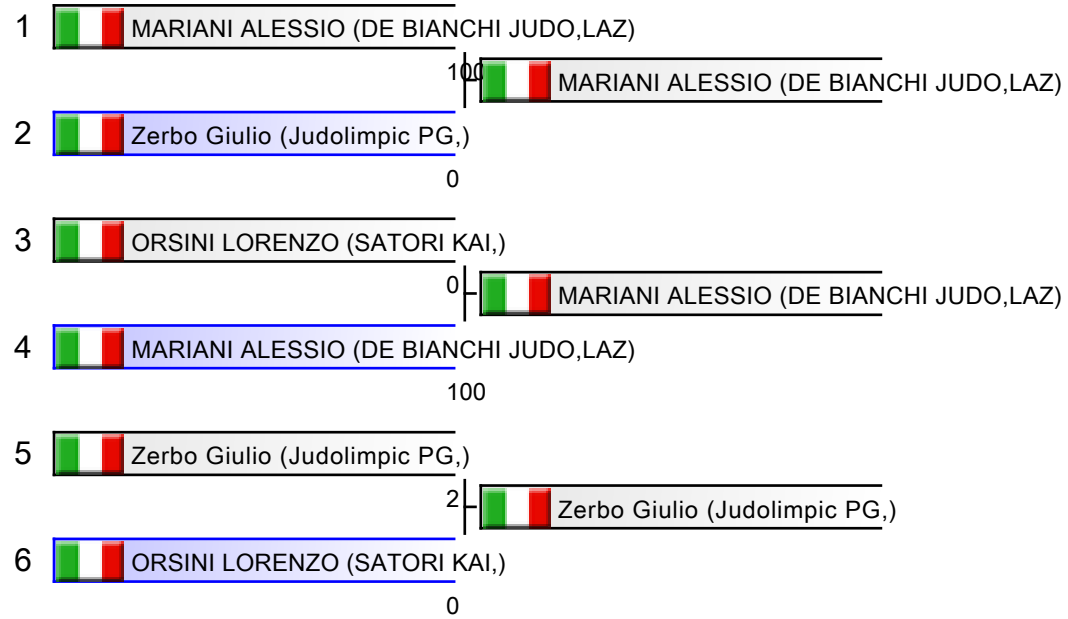 1 MARIANI ALESSIO (DE BIANCHI JUDO,LAZ)
100 MARIANI ALESSIO (DE BIANCHI JUDO,LAZ)
2 Zerbo Giulio (Judolimpic PG,)
0
3 ORSINI LORENZO (SATORI KAI,)
0 MARIANI ALESSIO (DE BIANCHI JUDO,LAZ)
4 MARIANI ALESSIO (DE BIANCHI JUDO,LAZ)
100
5 Zerbo Giulio (Judolimpic PG,)
2 Zerbo Giulio (Judolimpic PG,)
6 ORSINI LORENZO (SATORI KAI,)
0